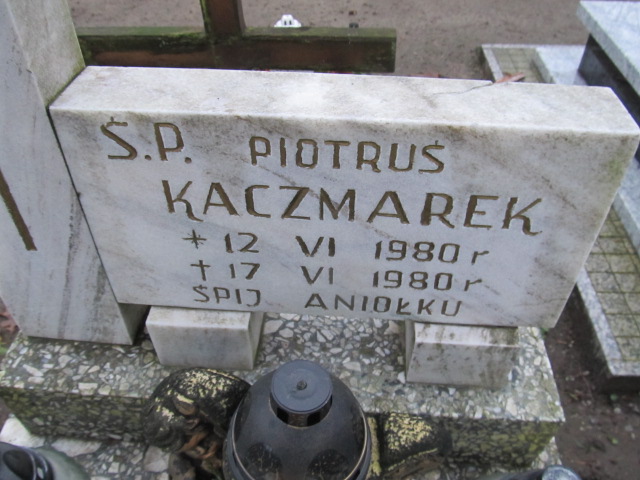 Ś.P. PIOTRUŚ
KACZMAREK
* 12 VI 1980 r
† 17 VI 1980 r
ŚPIJ ANIOŁKU